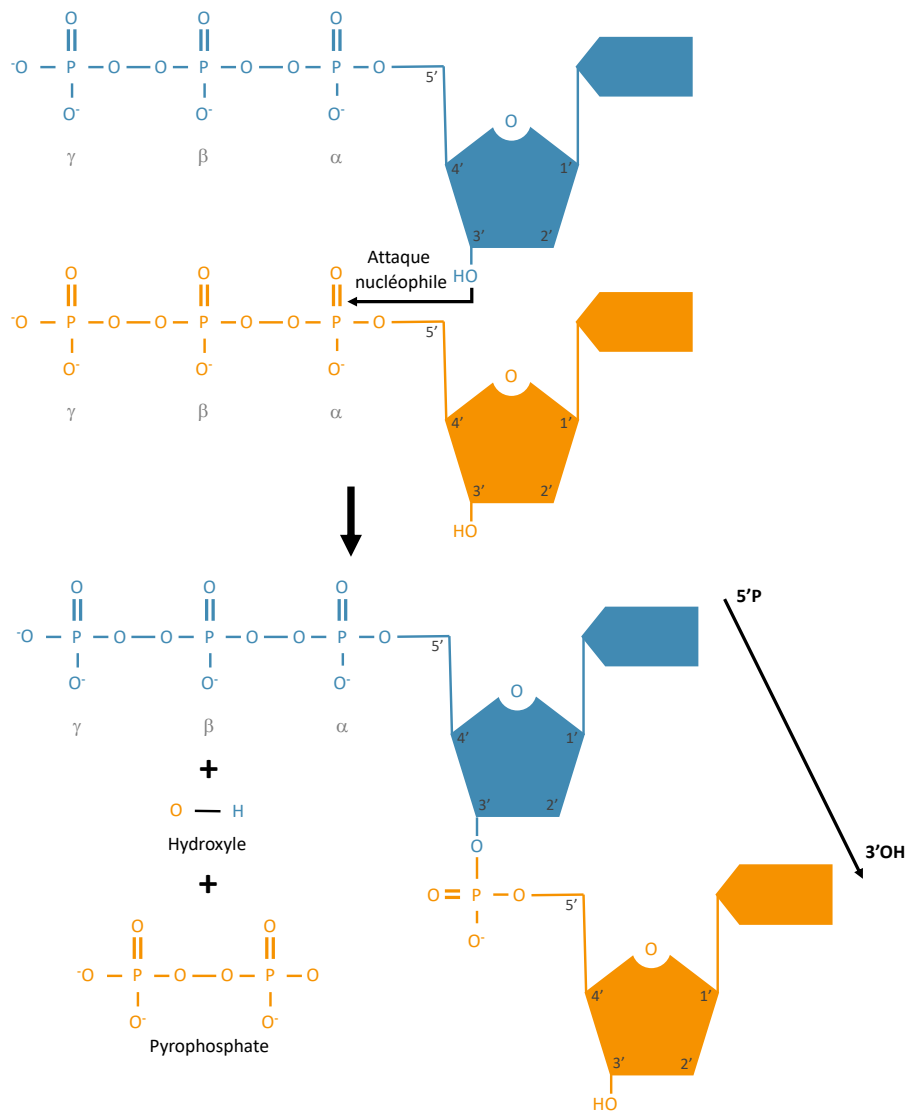 O O O
⁻O P O O P O O P O 5'
O⁻ O⁻ O⁻ O
γ β α 4' 1'
3' 2'
Attaque
nucléophile HO
O O O
⁻O P O O P O O P O 5'
O⁻ O⁻ O⁻ O
γ β α 4' 1'
3' 2'
HO
O O O 5'P
⁻O P O O P O O P O 5'
O⁻ O⁻ O⁻ O
γ β α 4' 1'
+
3' 2'
O H
Hydroxyle O 3'OH
+
O P O 5'
O O O⁻ O
⁻O P O O P O
4' 1'
O⁻ O⁻
Pyrophosphate
3' 2'
HO